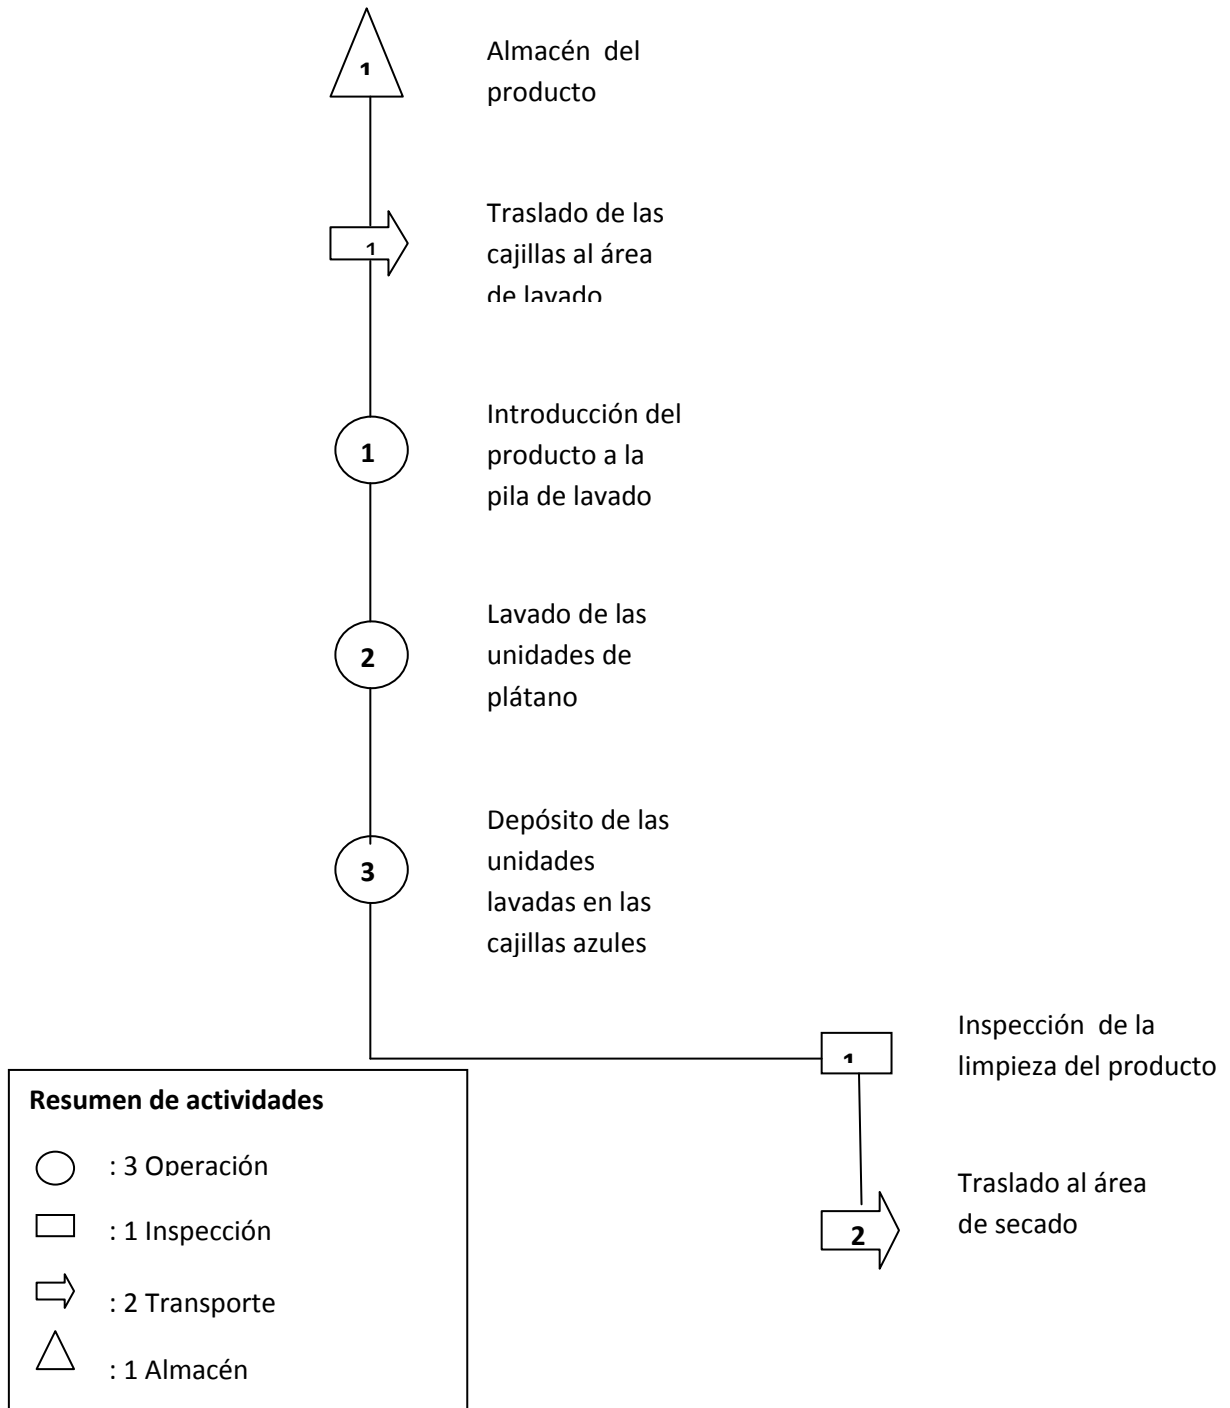 1
Almacén del
producto
Traslado de las
cajillas al área
de lavado
1
Introducción del
producto a la
pila de lavado
1
Lavado de las
unidades de
plátano
2
Depósito de las
unidades
lavadas en las
cajillas azules
3
Inspección de la
limpieza del producto
1
Traslado al área
de secado
2
Resumen de actividades
: 3 Operación
: 1 Inspección
: 2 Transporte
: 1 Almacén